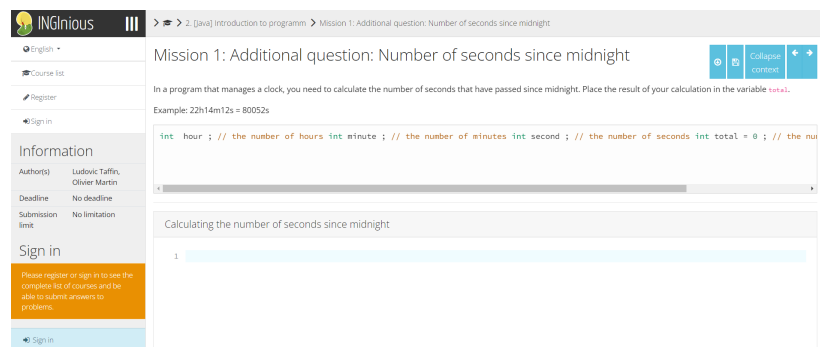 INGInious
2. [Java] Introduction to programm
Mission 1: Additional question: Number of seconds since midnight
English
Course list
Register
Sign in
Information
Author(s) Ludovic Taffin,
Olivier Martin
Deadline No deadline
Submission No limitation
limit
Sign in
Please register or sign in to see the
complete list of courses and be
able to submit answers to
problems.
Sign in
Mission 1: Additional question: Number of seconds since midnight
Collapse
context
In a program that manages a clock, you need to calculate the number of seconds that have passed since midnight. Place the result of your calculation in the variable total.
Example: 22h14m12s = 80052s
int hour ; // the number of hours int minute ; // the number of minutes int second ; // the number of seconds int total = 0 ; // the nu
Calculating the number of seconds since midnight
1